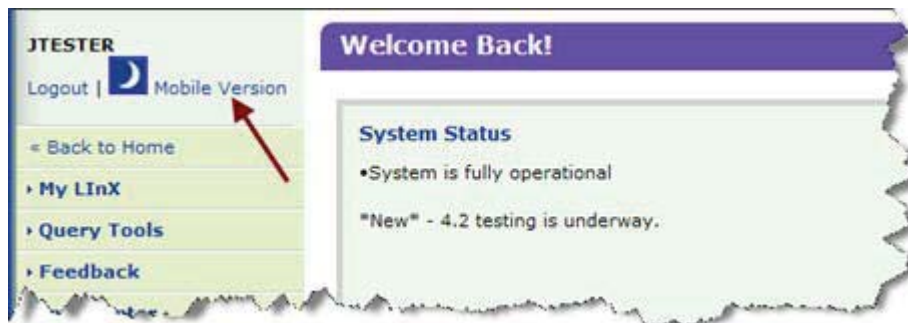 JTESTER
Logout | Mobile Version
« Back to Home
› My LInX
› Query Tools
› Feedback
Welcome Back!
System Status
•System is fully operational
*New* - 4.2 testing is underway.